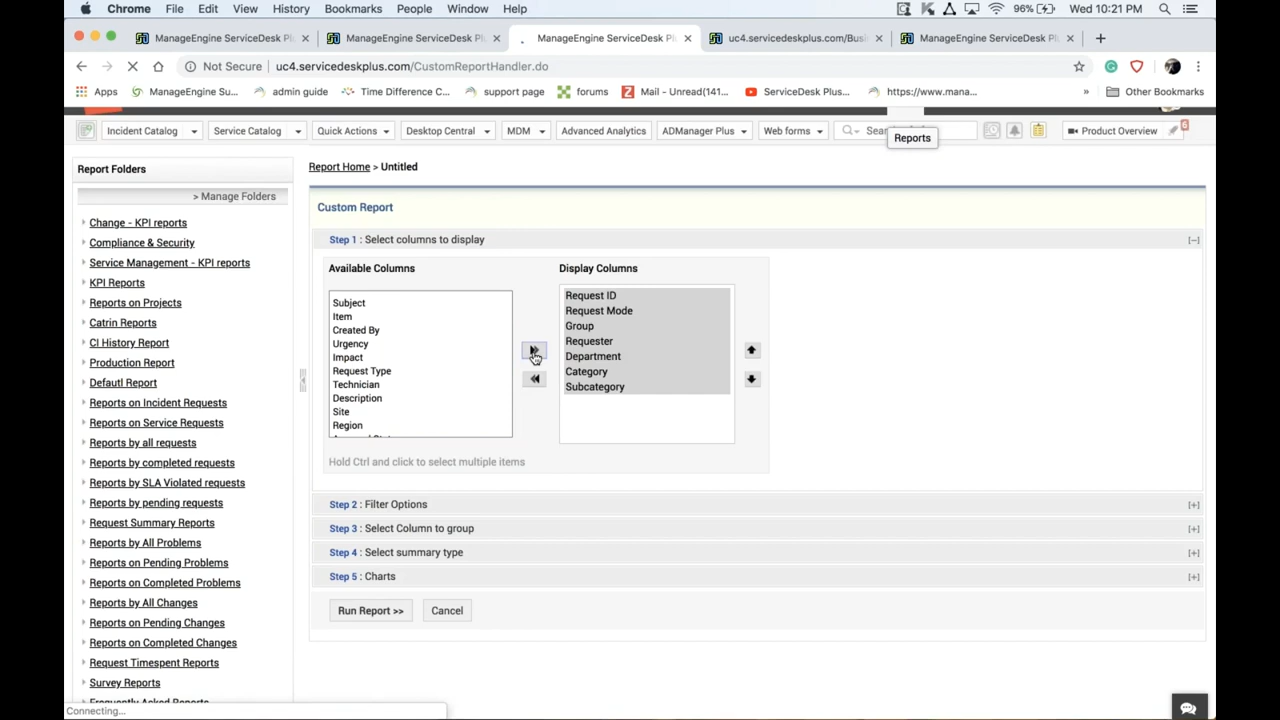 Chrome File Edit View History Bookmarks People Window Help 96% Wed 10:21 PM
ManageEngine ServiceDesk Pl ManageEngine ServiceDesk Pl ManageEngine ServiceDesk Pl uc4.servicedeskplus.com/Busi ManageEngine ServiceDesk Pl
Not Secure uc4.servicedeskplus.com/CustomReportHandler.do
Apps ManageEngine Su... admin guide Time Difference C... support page forums Mail - Unread(141... ServiceDesk Plus... https://www.mana... » Other Bookmarks
Incident Catalog Service Catalog Quick Actions Desktop Central MDM Advanced Analytics ADManager Plus Web forms Sea Product Overview 6
Reports
Report Folders
> Manage Folders
Change - KPI reports
Compliance & Security
Service Management - KPI reports
KPI Reports
Reports on Projects
Catrin Reports
CI History Report
Production Report
Defautl Report
Reports on Incident Requests
Reports on Service Requests
Reports by all requests
Reports by completed requests
Reports by SLA Violated requests
Reports by pending requests
Request Summary Reports
Reports by All Problems
Reports on Pending Problems
Reports on Completed Problems
Reports by All Changes
Reports on Pending Changes
Reports on Completed Changes
Request Timespent Reports
Survey Reports
Frequently Asked Reports
Connecting...
Report Home > Untitled
Custom Report
Step 1 : Select columns to display [–]
Available Columns
Subject
Item
Created By
Urgency
Impact
Request Type
Technician
Description
Site
Region
Display Columns
Request ID
Request Mode
Group
Requester
Department
Category
Subcategory
Hold Ctrl and click to select multiple items
Step 2 : Filter Options [+]
Step 3 : Select Column to group [+]
Step 4 : Select summary type [+]
Step 5 : Charts [+]
Run Report >> Cancel